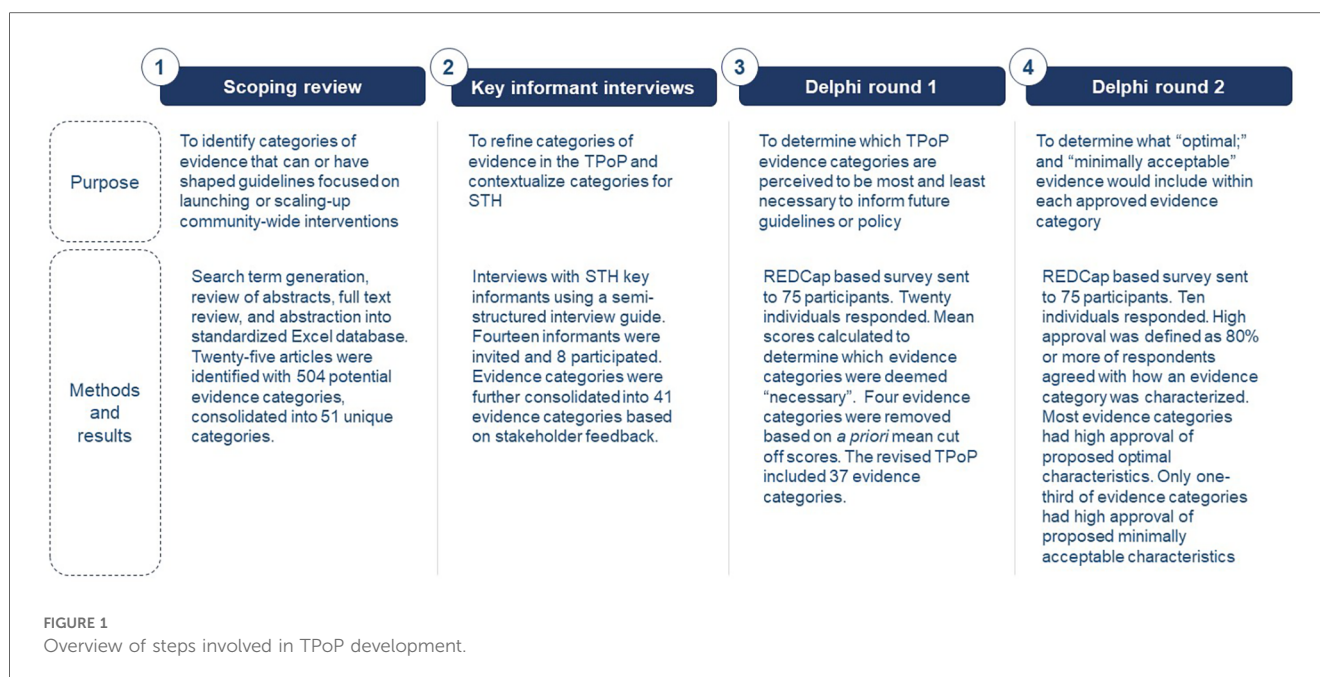 1
Scoping review
2
Key informant interviews
3
Delphi round 1
4
Delphi round 2
Purpose
To identify categories of
evidence that can or have
shaped guidelines focused on
launching or scaling-up
community-wide interventions
To refine categories of
evidence in the TPoP and
contextualize categories for
STH
To determine which TPoP
evidence categories are
perceived to be most and least
necessary to inform future
guidelines or policy
To determine what “optimal;”
and “minimally acceptable”
evidence would include within
each approved evidence
category
Methods
and
results
Search term generation,
review of abstracts, full text
review, and abstraction into
standardized Excel database.
Twenty-five articles were
identified with 504 potential
evidence categories,
consolidated into 51 unique
categories.
Interviews with STH key
informants using a semi-
structured interview guide.
Fourteen informants were
invited and 8 participated.
Evidence categories were
further consolidated into 41
evidence categories based
on stakeholder feedback.
REDCap based survey sent
to 75 participants. Twenty
individuals responded. Mean
scores calculated to
determine which evidence
categories were deemed
“necessary”. Four evidence
categories were removed
based on a priori mean cut
off scores. The revised TPoP
included 37 evidence
categories.
REDCap based survey sent
to 75 participants. Ten
individuals responded. High
approval was defined as 80%
or more of respondents
agreed with how an evidence
category was characterized.
Most evidence categories
had high approval of
proposed optimal
characteristics. Only one-
third of evidence categories
had high approval of
proposed minimally
acceptable characteristics
FIGURE 1
Overview of steps involved in TPoP development.